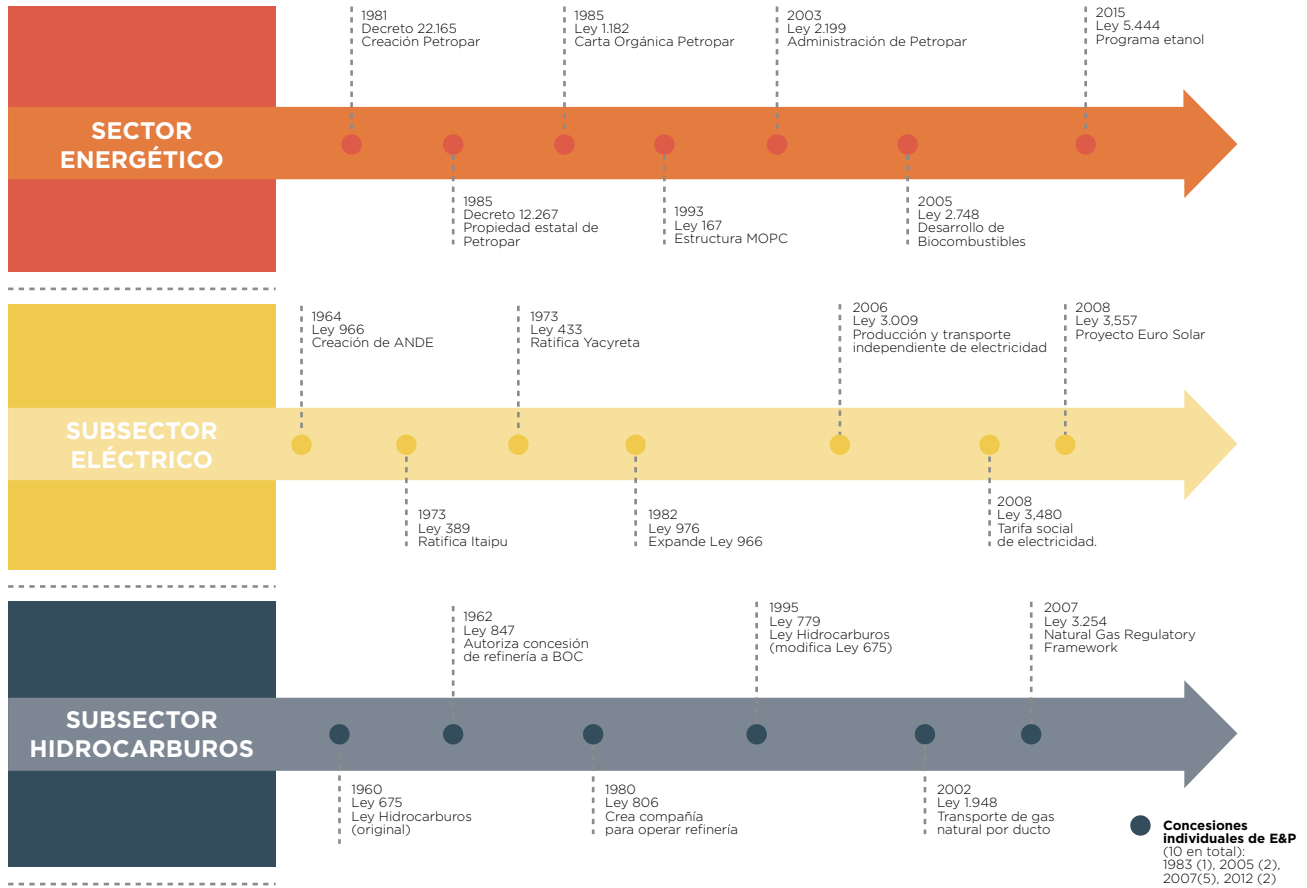 1981
Decreto 22.165
Creación Petropar
1985
Ley 1.182
Carta Orgánica Petropar
2003
Ley 2.199
Administración de Petropar
2015
Ley 5.444
Programa etanol
SECTOR
ENERGÉTICO
1985
Decreto 12.267
Propiedad estatal de
Petropar
1993
Ley 167
Estructura MOPC
2005
Ley 2.748
Desarrollo de
Biocombustibles
1964
Ley 966
Creación de ANDE
1973
Ley 433
Ratifica Yacyreta
2006
Ley 3.009
Producción y transporte
independiente de electricidad
2008
Ley 3,557
Proyecto Euro Solar
SUBSECTOR
ELÉCTRICO
1973
Ley 389
Ratifica Itaipu
1982
Ley 976
Expande Ley 966
2008
Ley 3,480
Tarifa social
de electricidad.
1962
Ley 847
Autoriza concesión
de refinería a BOC
1995
Ley 779
Ley Hidrocarburos
(modifica Ley 675)
2007
Ley 3.254
Natural Gas Regulatory
Framework
SUBSECTOR
HIDROCARBUROS
1960
Ley 675
Ley Hidrocarburos
(original)
1980
Ley 806
Crea compañía
para operar refinería
2002
Ley 1.948
Transporte de gas
natural por ducto
Concesiones
individuales de E&P
(10 en total):
1983 (1), 2005 (2),
2007(5), 2012 (2)